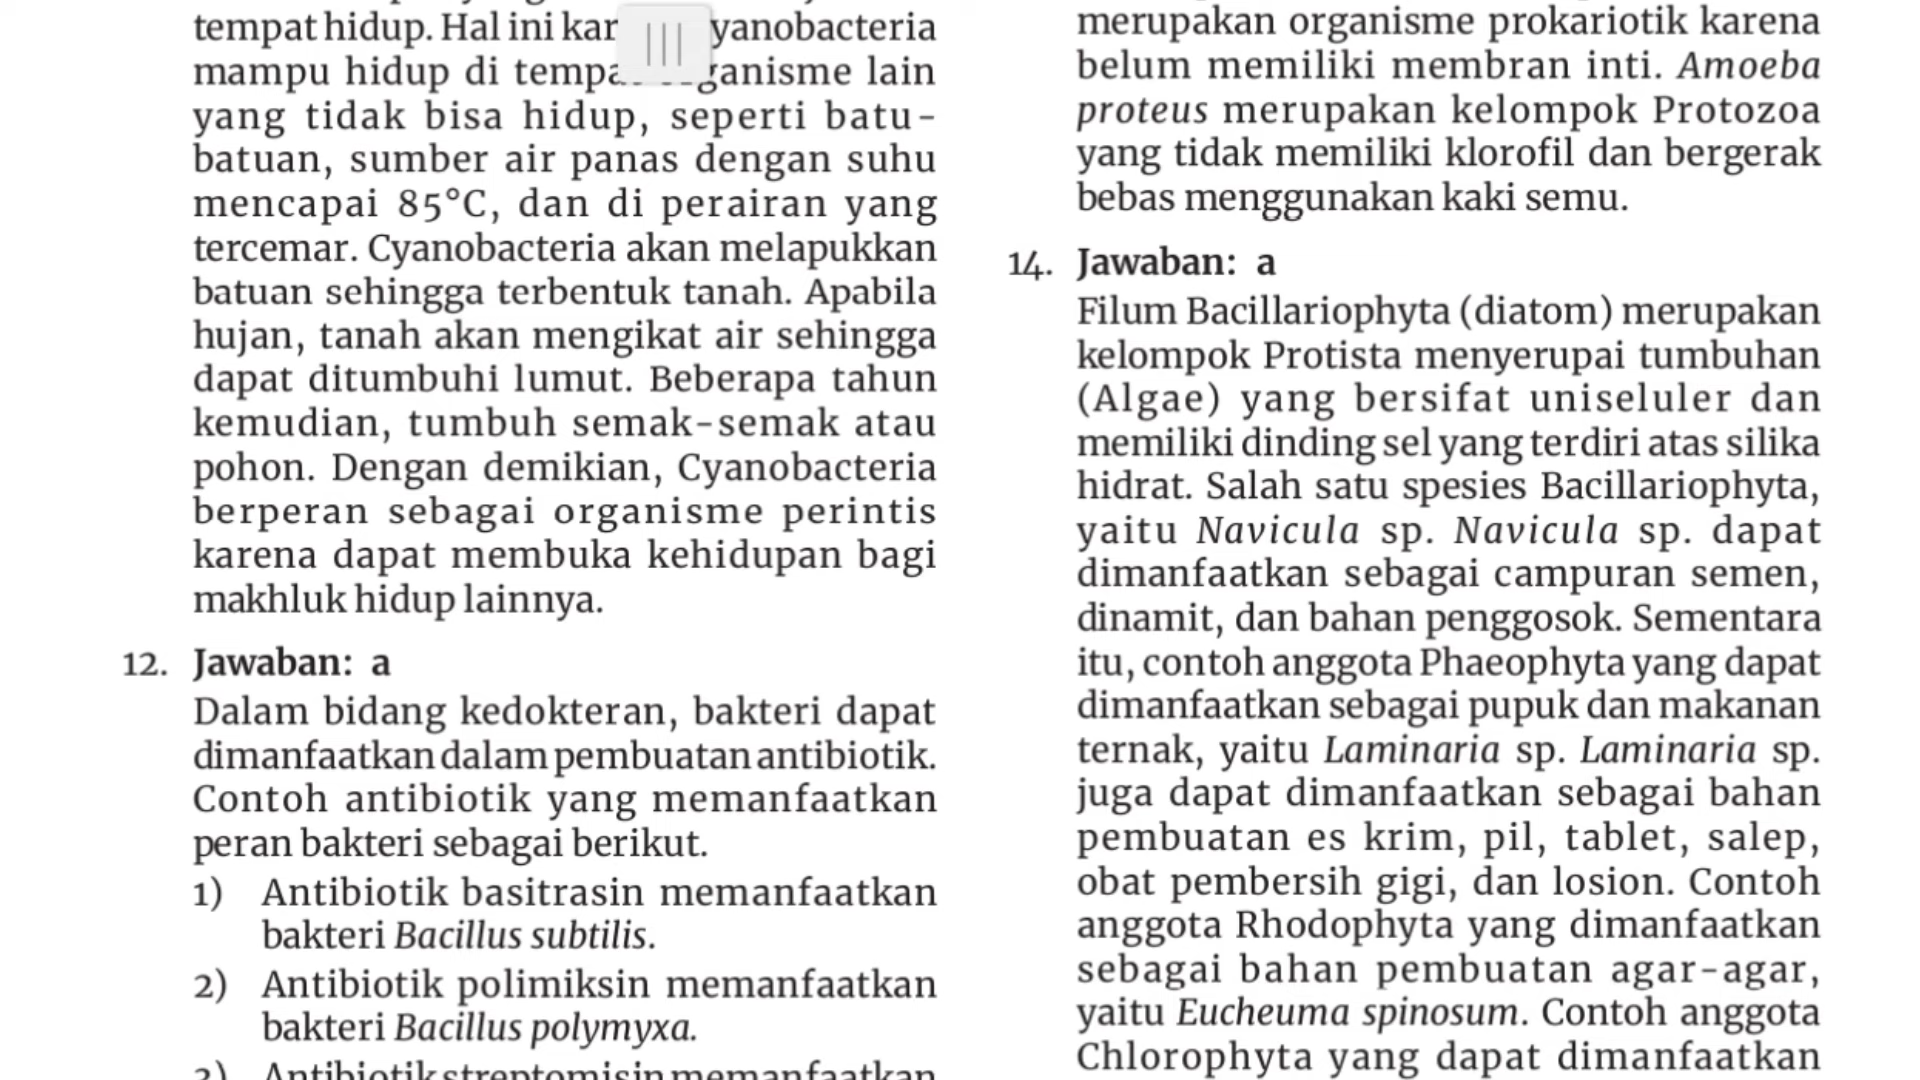 tempat hidup. Hal ini kar yanobacteria
mampu hidup di tempa ganisme lain
yang tidak bisa hidup, seperti batu-
batuan, sumber air panas dengan suhu
mencapai 85°C, dan di perairan yang
tercemar. Cyanobacteria akan melapukkan
batuan sehingga terbentuk tanah. Apabila
hujan, tanah akan mengikat air sehingga
dapat ditumbuhi lumut. Beberapa tahun
kemudian, tumbuh semak-semak atau
pohon. Dengan demikian, Cyanobacteria
berperan sebagai organisme perintis
karena dapat membuka kehidupan bagi
makhluk hidup lainnya.
12. Jawaban: a
Dalam bidang kedokteran, bakteri dapat
dimanfaatkan dalam pembuatan antibiotik.
Contoh antibiotik yang memanfaatkan
peran bakteri sebagai berikut.
1) Antibiotik basitrasin memanfaatkan
bakteri Bacillus subtilis.
2) Antibiotik polimiksin memanfaatkan
bakteri Bacillus polymyxa.
3) Antibiotik streptomisin memanfaatkan
merupakan organisme prokariotik karena
belum memiliki membran inti. Amoeba
proteus merupakan kelompok Protozoa
yang tidak memiliki klorofil dan bergerak
bebas menggunakan kaki semu.
14. Jawaban: a
Filum Bacillariophyta (diatom) merupakan
kelompok Protista menyerupai tumbuhan
(Algae) yang bersifat uniseluler dan
memiliki dinding sel yang terdiri atas silika
hidrat. Salah satu spesies Bacillariophyta,
yaitu Navicula sp. Navicula sp. dapat
dimanfaatkan sebagai campuran semen,
dinamit, dan bahan penggosok. Sementara
itu, contoh anggota Phaeophyta yang dapat
dimanfaatkan sebagai pupuk dan makanan
ternak, yaitu Laminaria sp. Laminaria sp.
juga dapat dimanfaatkan sebagai bahan
pembuatan es krim, pil, tablet, salep,
obat pembersih gigi, dan losion. Contoh
anggota Rhodophyta yang dimanfaatkan
sebagai bahan pembuatan agar-agar,
yaitu Eucheuma spinosum. Contoh anggota
Chlorophyta yang dapat dimanfaatkan